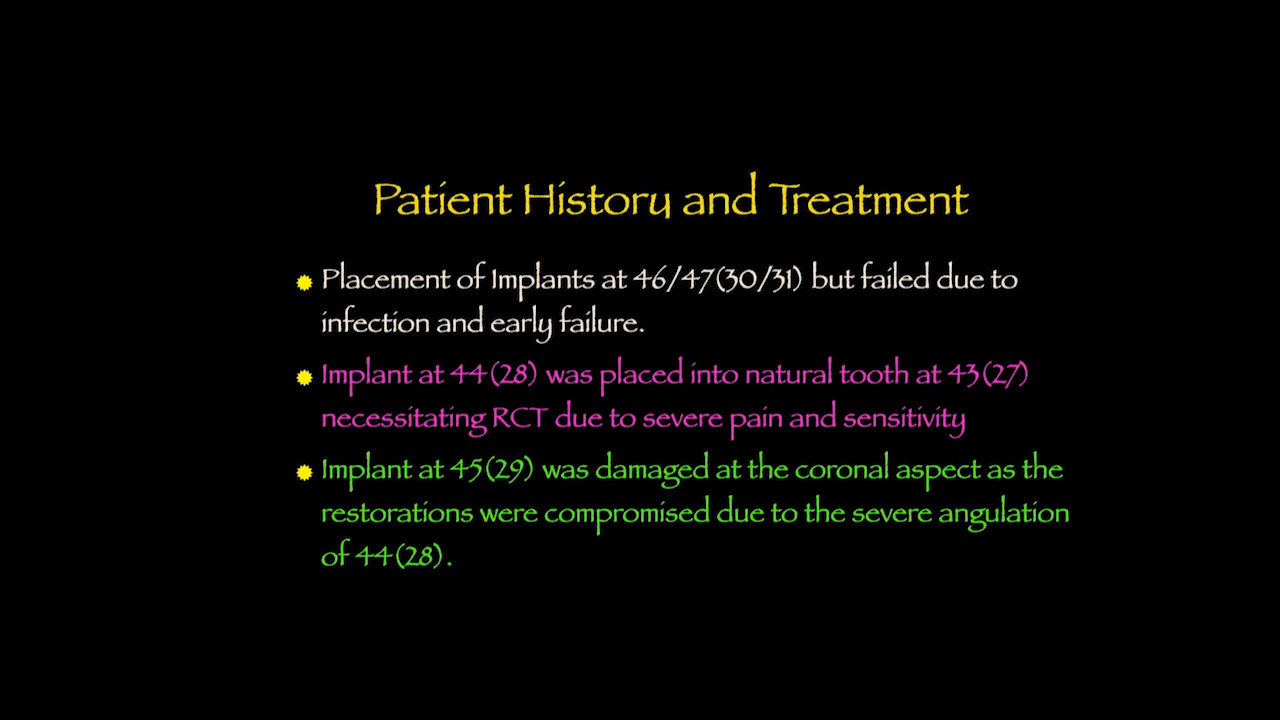 Patient History and Treatment
Placement of Implants at 46/47(30/31) but failed due to
infection and early failure.
Implant at 44(28) was placed into natural tooth at 43(27)
necessitating RCT due to severe pain and sensitivity
Implant at 45(29) was damaged at the coronal aspect as the
restorations were compromised due to the severe angulation
of 44(28).